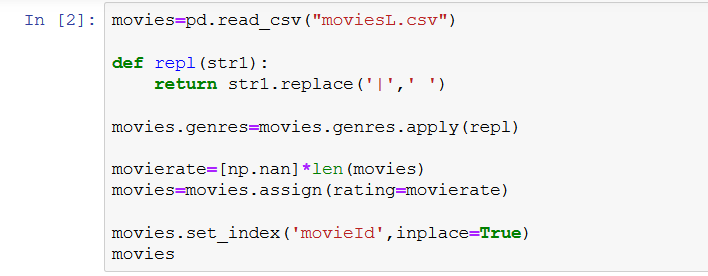 In [2]: movies=pd.read_csv("moviesL.csv")
def repl(str1):
    return str1.replace('|',' ')
movies.genres=movies.genres.apply(repl)
movierate=[np.nan]*len(movies)
movies=movies.assign(rating=movierate)
movies.set_index('movieId',inplace=True)
movies